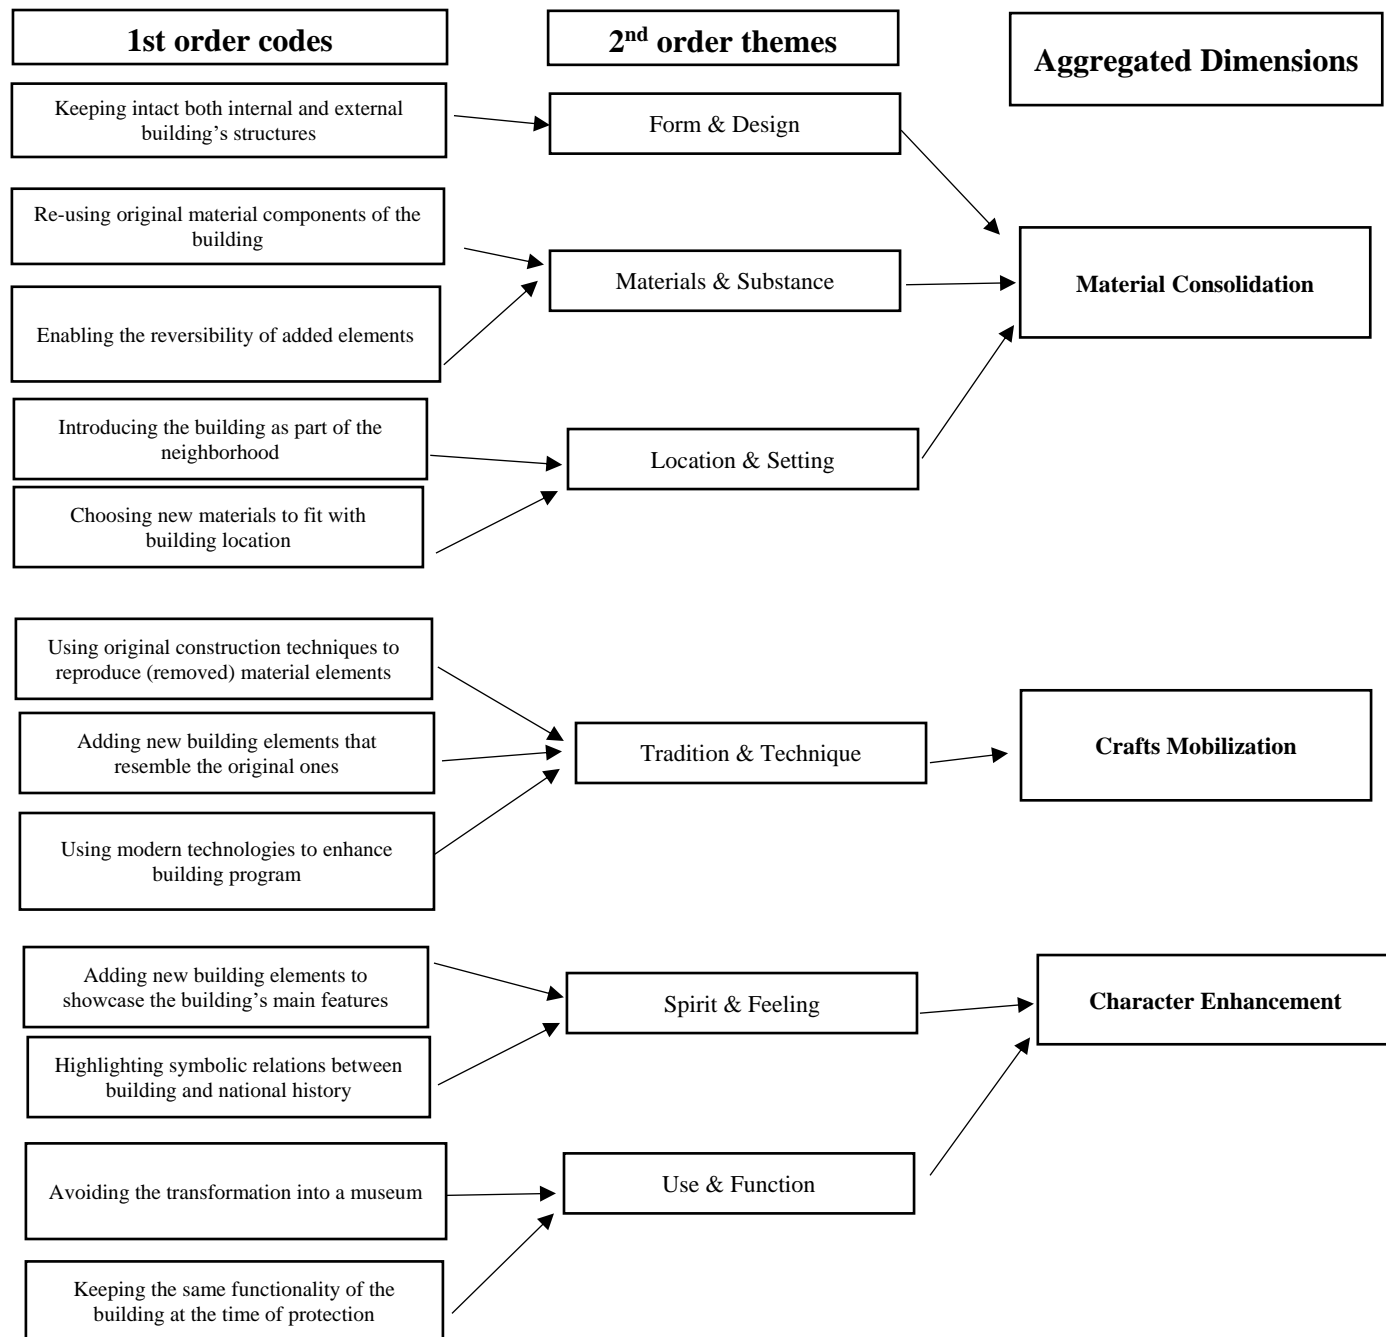 1st order codes
2nd order themes
Aggregated Dimensions
Keeping intact both internal and external
building’s structures
Form & Design
Re-using original material components of the
building
Materials & Substance
Material Consolidation
Enabling the reversibility of added elements
Introducing the building as part of the
neighborhood
Location & Setting
Choosing new materials to fit with
building location
Using original construction techniques to
reproduce (removed) material elements
Adding new building elements that
resemble the original ones
Tradition & Technique
Crafts Mobilization
Using modern technologies to enhance
building program
Adding new building elements to
showcase the building’s main features
Spirit & Feeling
Character Enhancement
Highlighting symbolic relations between
building and national history
Avoiding the transformation into a museum
Use & Function
Keeping the same functionality of the
building at the time of protection